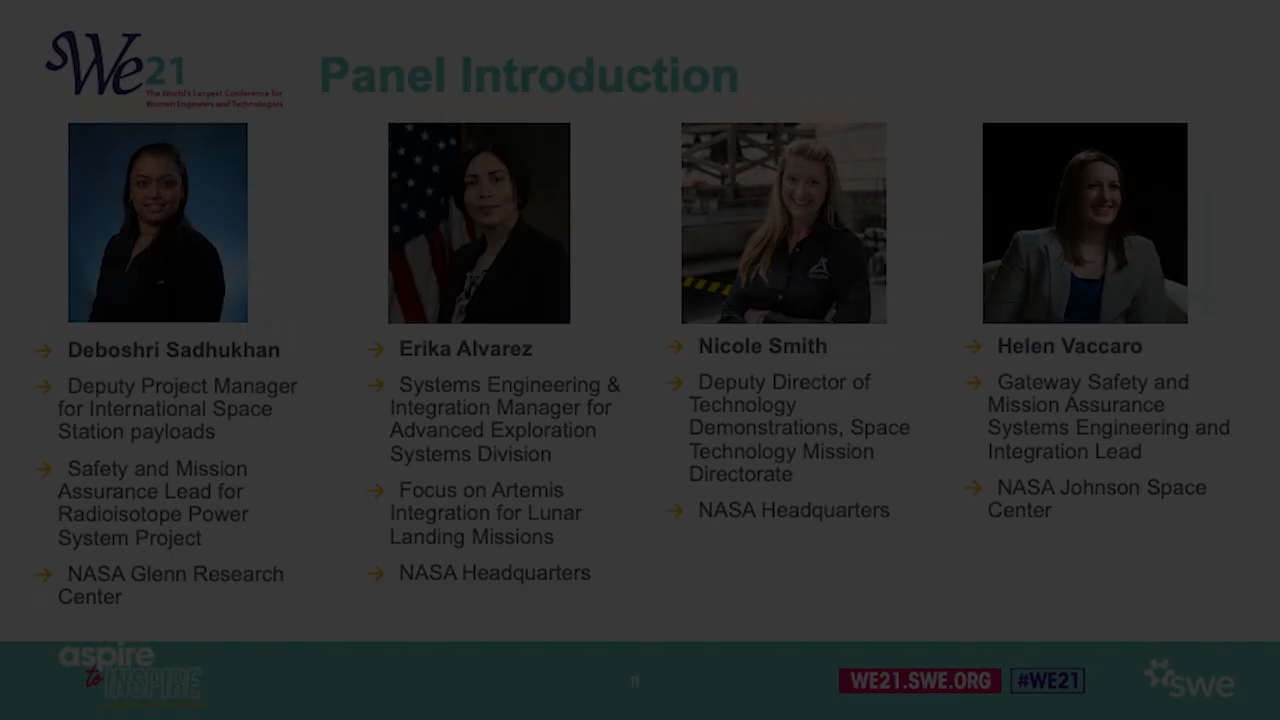 sWe21
The World's Largest Conference for
Women Engineers and Technologists
Panel Introduction
→ Deboshri Sadhukhan
→ Deputy Project Manager
for International Space
Station payloads
→ Safety and Mission
Assurance Lead for
Radioisotope Power
System Project
→ NASA Glenn Research
Center
→ Erika Alvarez
→ Systems Engineering &
Integration Manager for
Advanced Exploration
Systems Division
→ Focus on Artemis
Integration for Lunar
Landing Missions
→ NASA Headquarters
→ Nicole Smith
→ Deputy Director of
Technology
Demonstrations, Space
Technology Mission
Directorate
→ NASA Headquarters
→ Helen Vaccaro
→ Gateway Safety and
Mission Assurance
Systems Engineering and
Integration Lead
→ NASA Johnson Space
Center
aspire
to INSPIRE
11
WE21.SWE.ORG
#WE21
swe